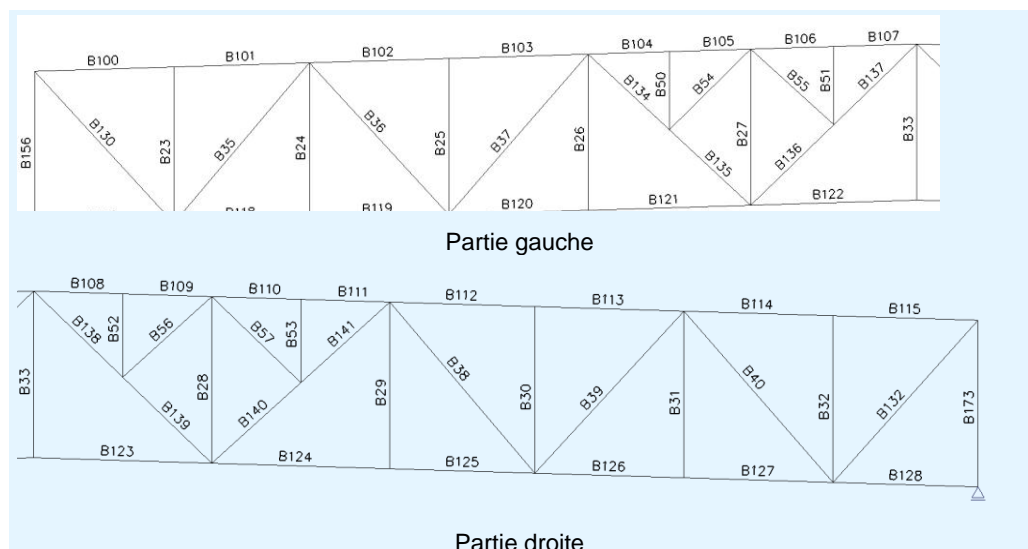 B100 B101 B102 B103 B104 B105 B106 B107
B156 B130 B23 B35 B24 B36 B25 B37 B26 B134 B50 B54 B27 B55 B51 B137 B33
B135 B136
B118 B119 B120 B121 B122
Partie gauche
B108 B109 B110 B111 B112 B113 B114 B115
B33 B138 B52 B56 B28 B57 B53 B141 B29 B38 B30 B39 B31 B40 B32 B132 B173
B139 B140
B123 B124 B125 B126 B127 B128
Partie droite